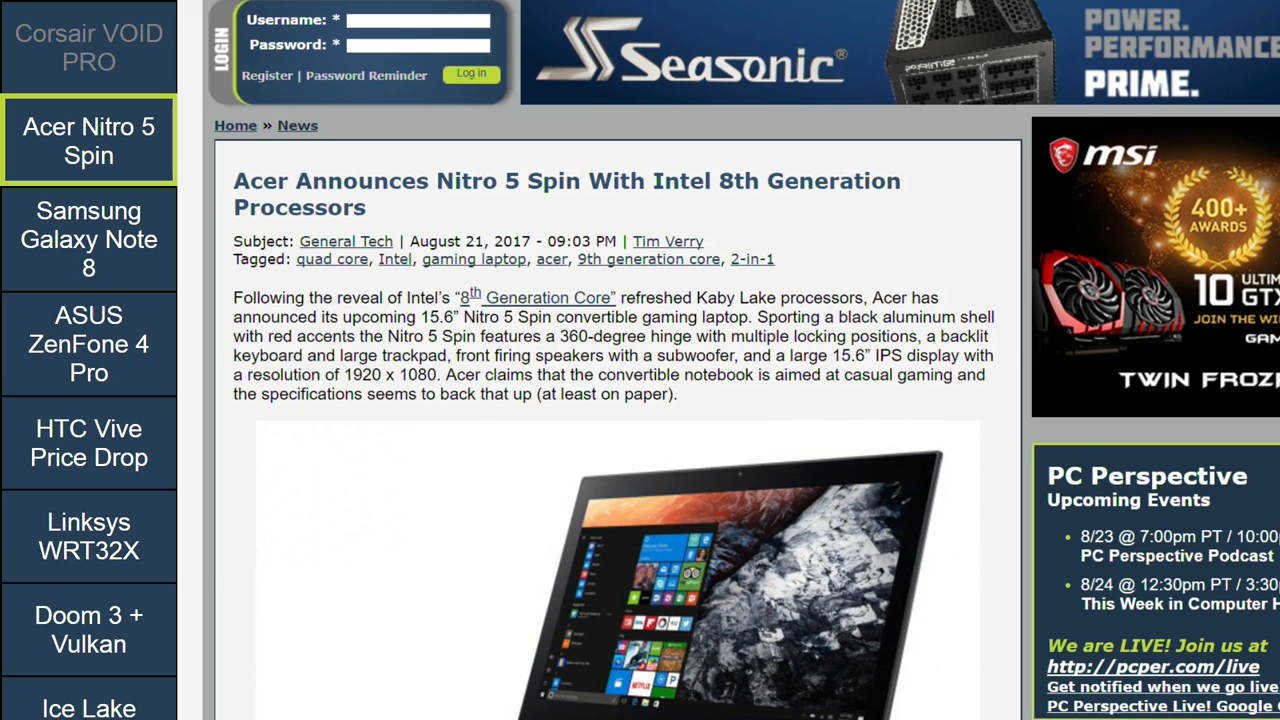 Corsair VOID
PRO
Acer Nitro 5
Spin
Samsung
Galaxy Note
8
ASUS
ZenFone 4
Pro
HTC Vive
Price Drop
Linksys
WRT32X
Doom 3 +
Vulkan
Ice Lake
LOGIN
Username: *
Password: *
Register | Password Reminder
Log in
Seasonic®
POWER.
PERFORMANCE
PRIME.
Home » News
Acer Announces Nitro 5 Spin With Intel 8th Generation
Processors
Subject: General Tech | August 21, 2017 - 09:03 PM | Tim Verry
Tagged: quad core, Intel, gaming laptop, acer, 9th generation core, 2-in-1
Following the reveal of Intel’s “8th Generation Core” refreshed Kaby Lake processors, Acer has
announced its upcoming 15.6” Nitro 5 Spin convertible gaming laptop. Sporting a black aluminum shell
with red accents the Nitro 5 Spin features a 360-degree hinge with multiple locking positions, a backlit
keyboard and large trackpad, front firing speakers with a subwoofer, and a large 15.6” IPS display with
a resolution of 1920 x 1080. Acer claims that the convertible notebook is aimed at casual gaming and
the specifications seems to back that up (at least on paper).
NETFLIX
msi
400+
AWARDS
10 ULTIM
GTX
JOIN THE WI
GAM
TWIN FROZ
PC Perspective
Upcoming Events
8/23 @ 7:00pm PT / 10:00
PC Perspective Podcast
8/24 @ 12:30pm PT / 3:30
This Week in Computer H
We are LIVE! Join us at
http://pcper.com/live
Get notified when we go live
PC Perspective Live! Google C